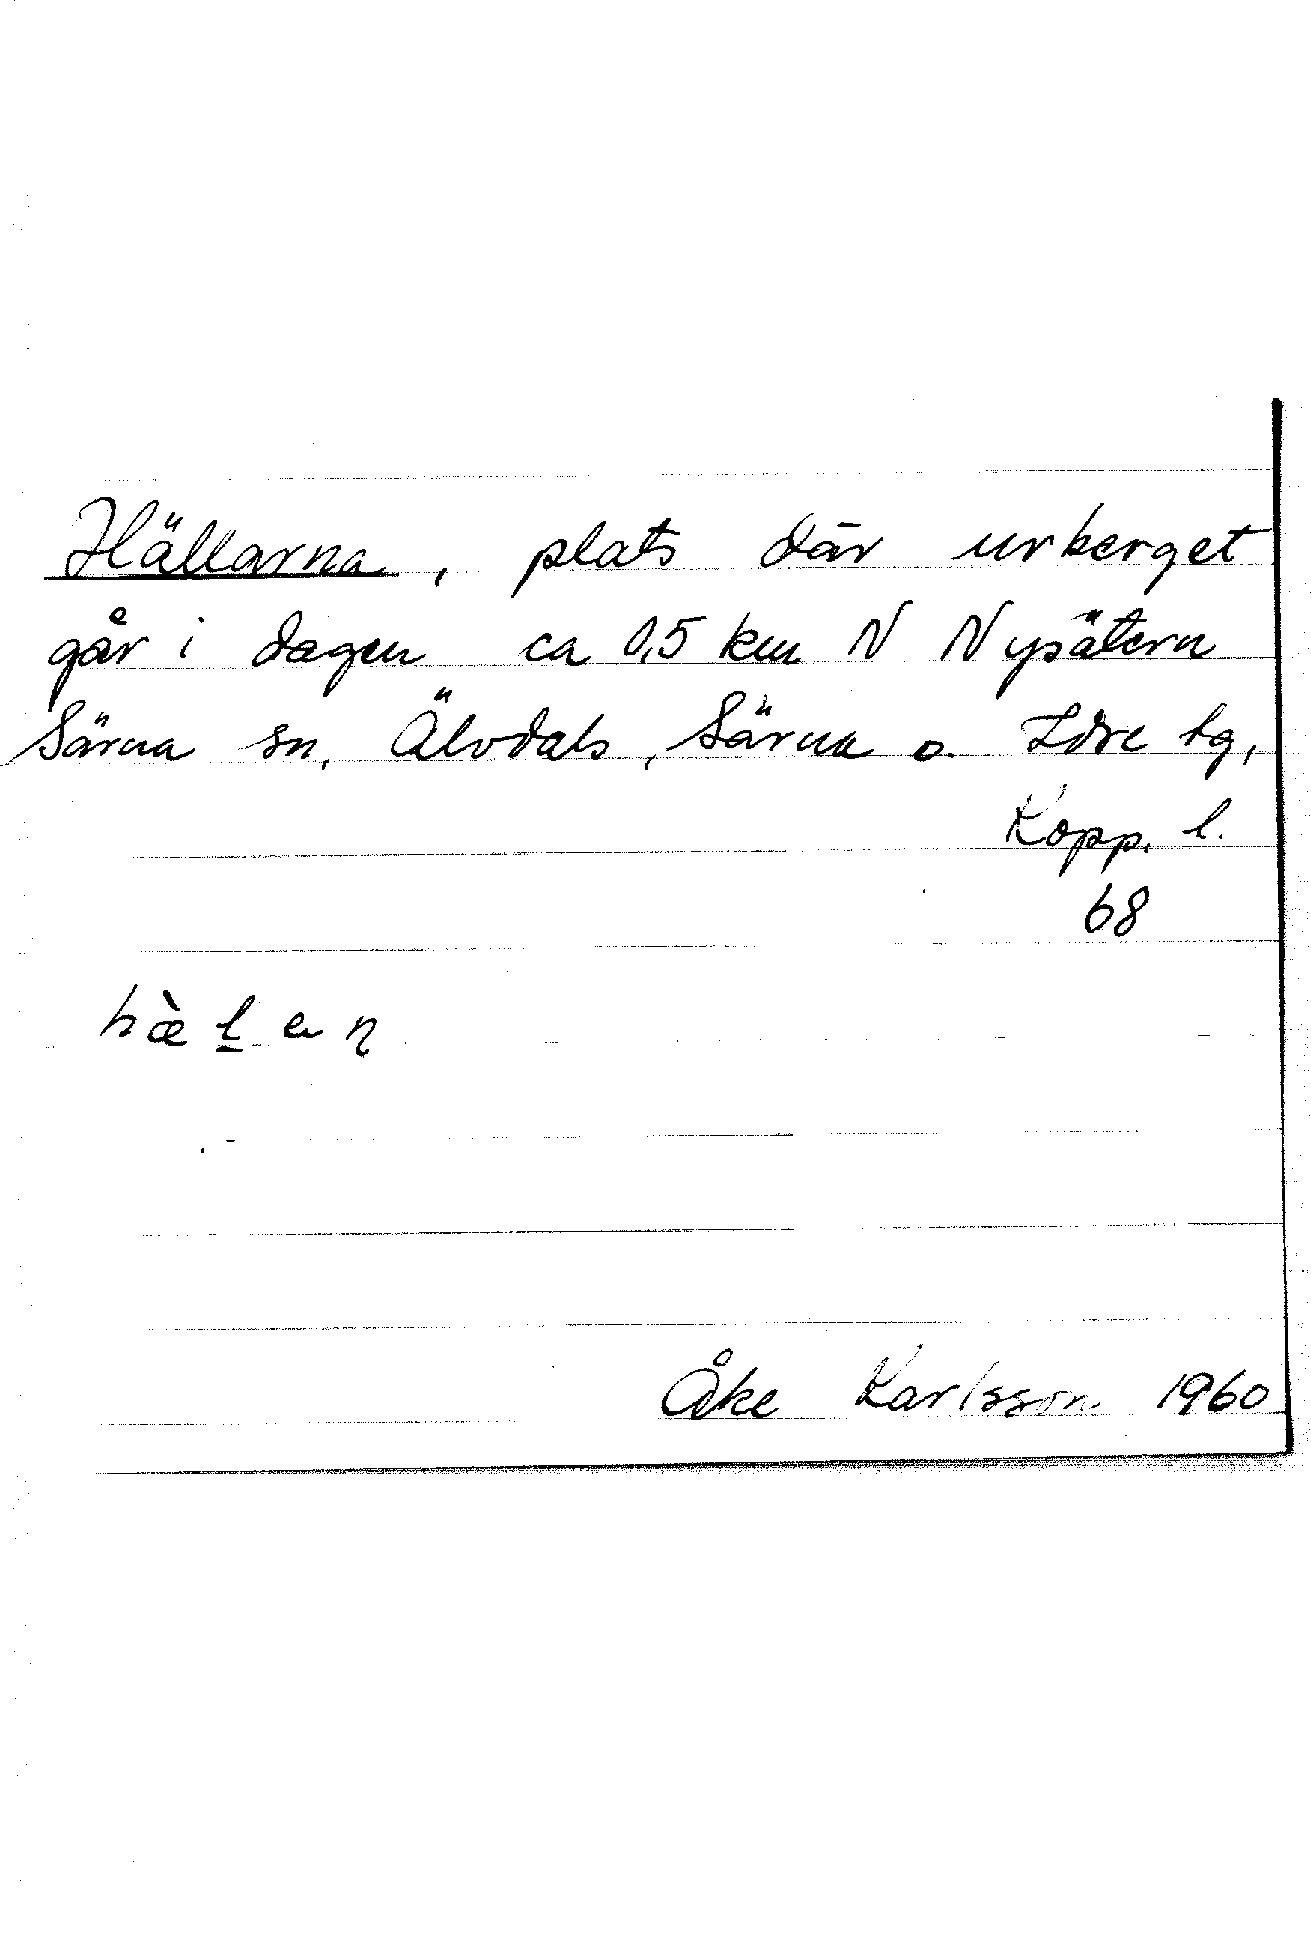 Hällarna, plats där urberget
går i dagen ca 0,5 km N Nysätern
Särna sn, Älvdals, Särna o. Idre tg,
Kopp. l.
68
hὰe l̲ a ɳ
Åke Karlsson 1960